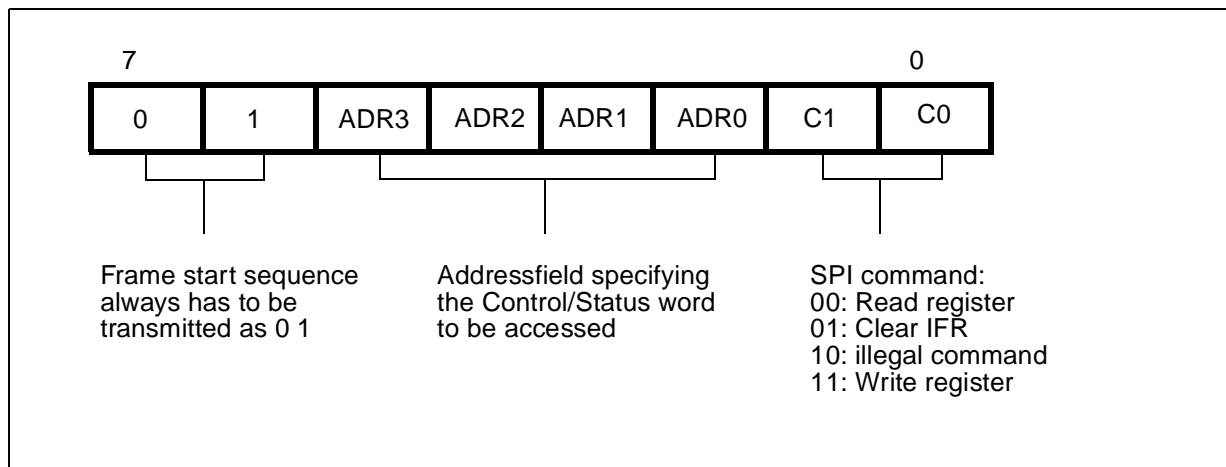 7 0
0 1 ADR3 ADR2 ADR1 ADR0 C1 C0
Frame start sequence
always has to be
transmitted as 0 1
Addressfield specifying
the Control/Status word
to be accessed
SPI command:
00: Read register
01: Clear IFR
10: illegal command
11: Write register